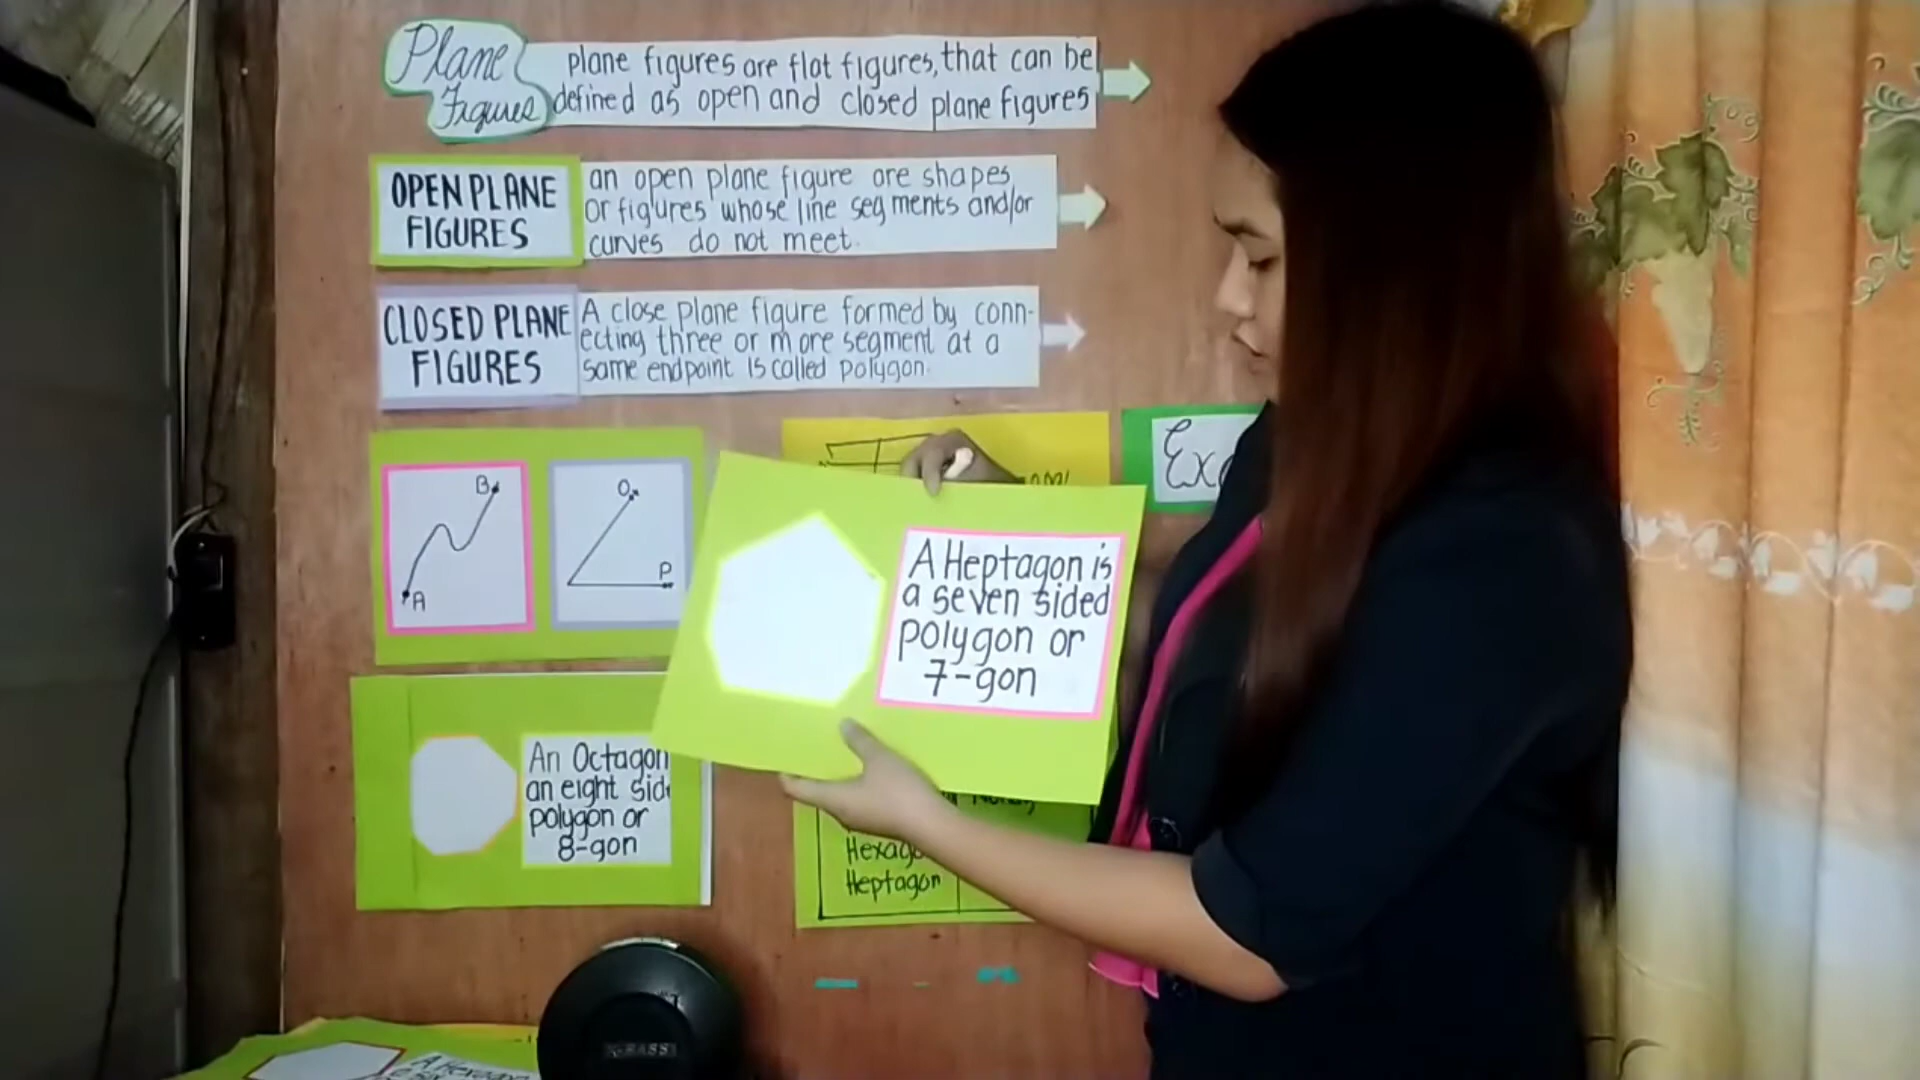 Plane
Figures
plane figures are flat figures, that can be
defined as open and closed plane figures
OPEN PLANE
FIGURES
an open plane figure are shapes
or figures whose line segments and/or
curves do not meet.
CLOSED PLANE
FIGURES
A close plane figure formed by conn-
ecting three or more segment at a
same endpoint is called polygon.
B
A
O
P
Ex
A Heptagon is
a seven sided
polygon or
7-gon
An Octagon
an eight side
polygon or
8-gon
Hexago
Heptagon